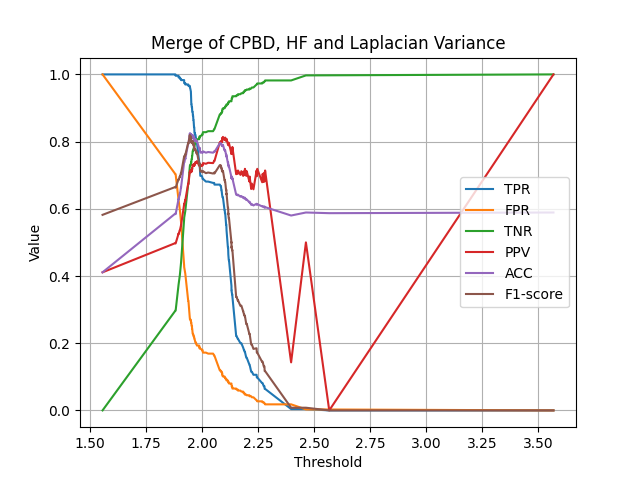 Merge of CPBD, HF and Laplacian Variance
1.0
0.8
0.6
0.4
0.2
0.0
Value
TPR
FPR
TNR
PPV
ACC
F1-score
1.50 1.75 2.00 2.25 2.50 2.75 3.00 3.25 3.50
Threshold